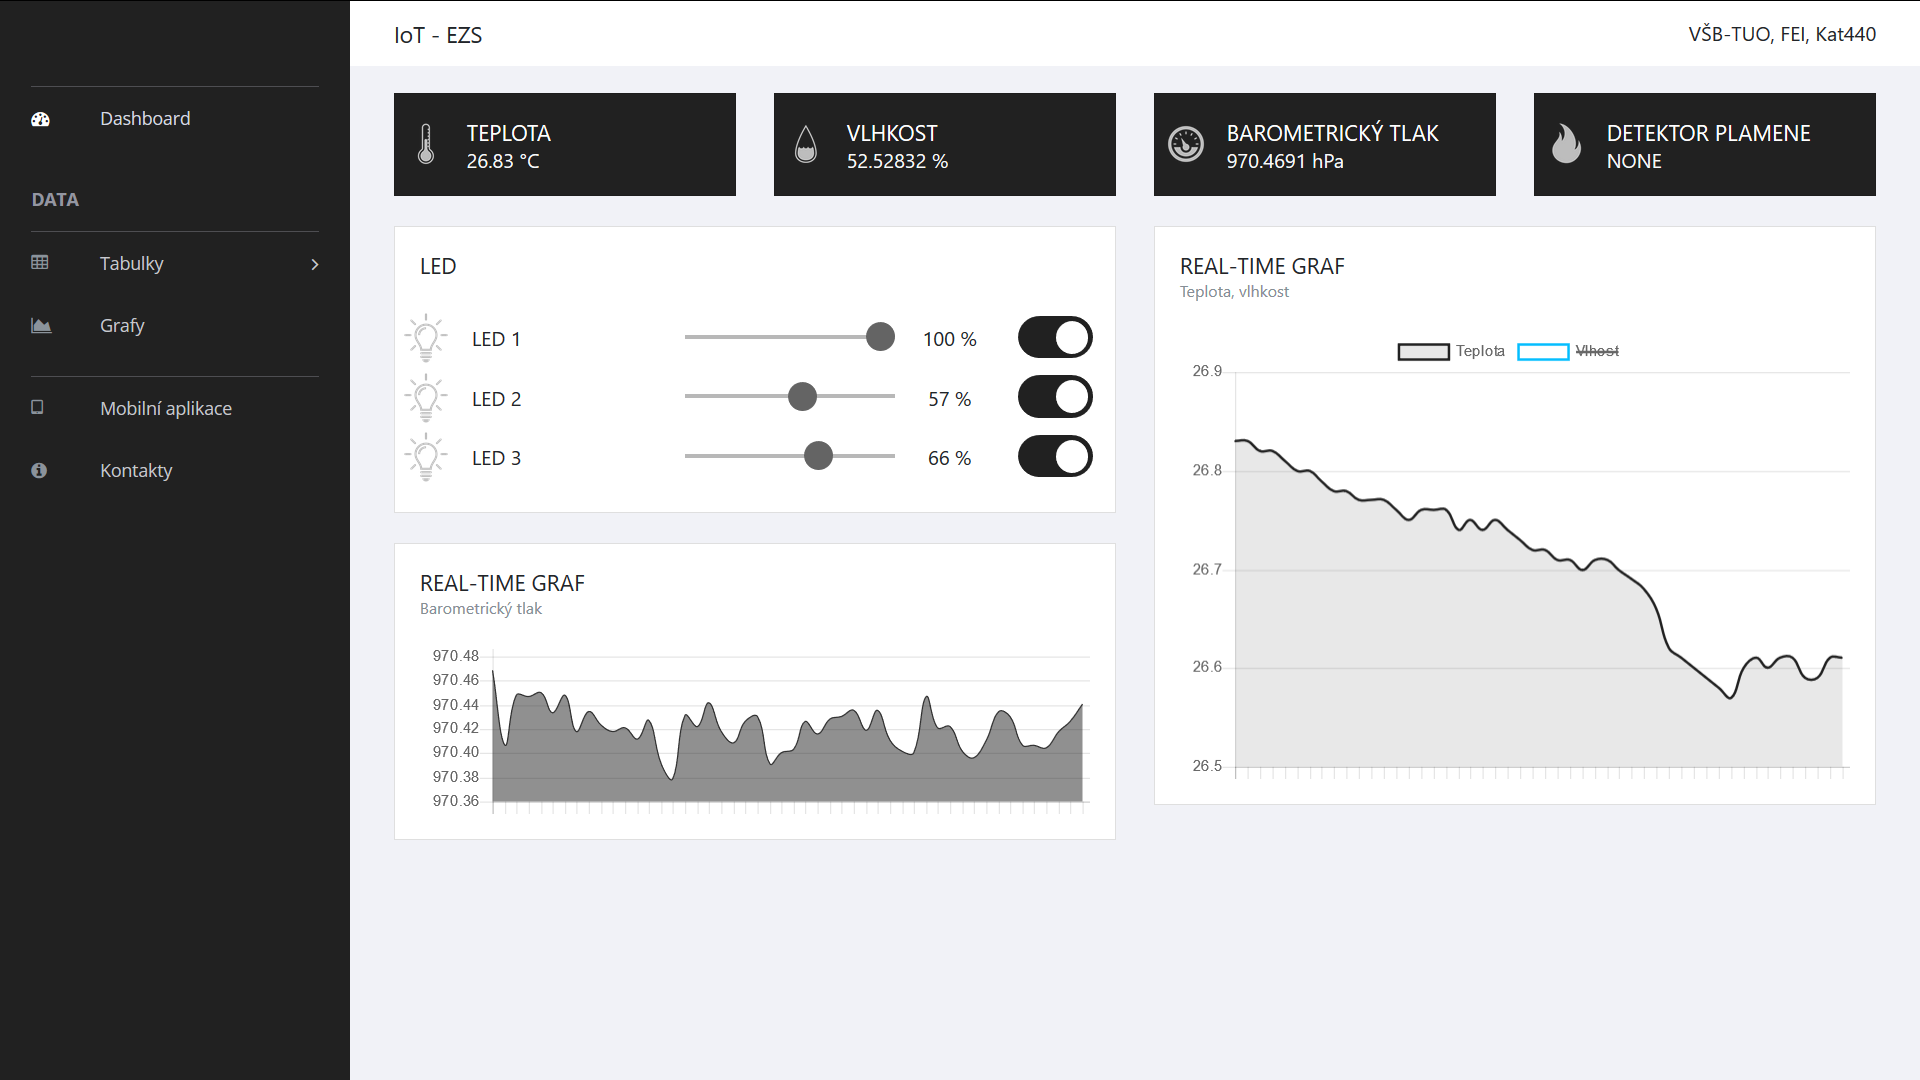 IoT - EZS
VŠB-TUO, FEI, Kat440
Dashboard
DATA
Tabulky
Grafy
Mobilní aplikace
Kontakty
TEPLOTA
26.83 °C
VLHKOST
52.52832 %
BAROMETRICKÝ TLAK
970.4691 hPa
DETEKTOR PLAMENE
NONE
LED
LED 1
100 %
LED 2
57 %
LED 3
66 %
REAL-TIME GRAF
Barometrický tlak
970.48
970.46
970.44
970.42
970.40
970.38
970.36
REAL-TIME GRAF
Teplota, vlhkost
Teplota
Vlhost
26.9
26.8
26.7
26.6
26.5